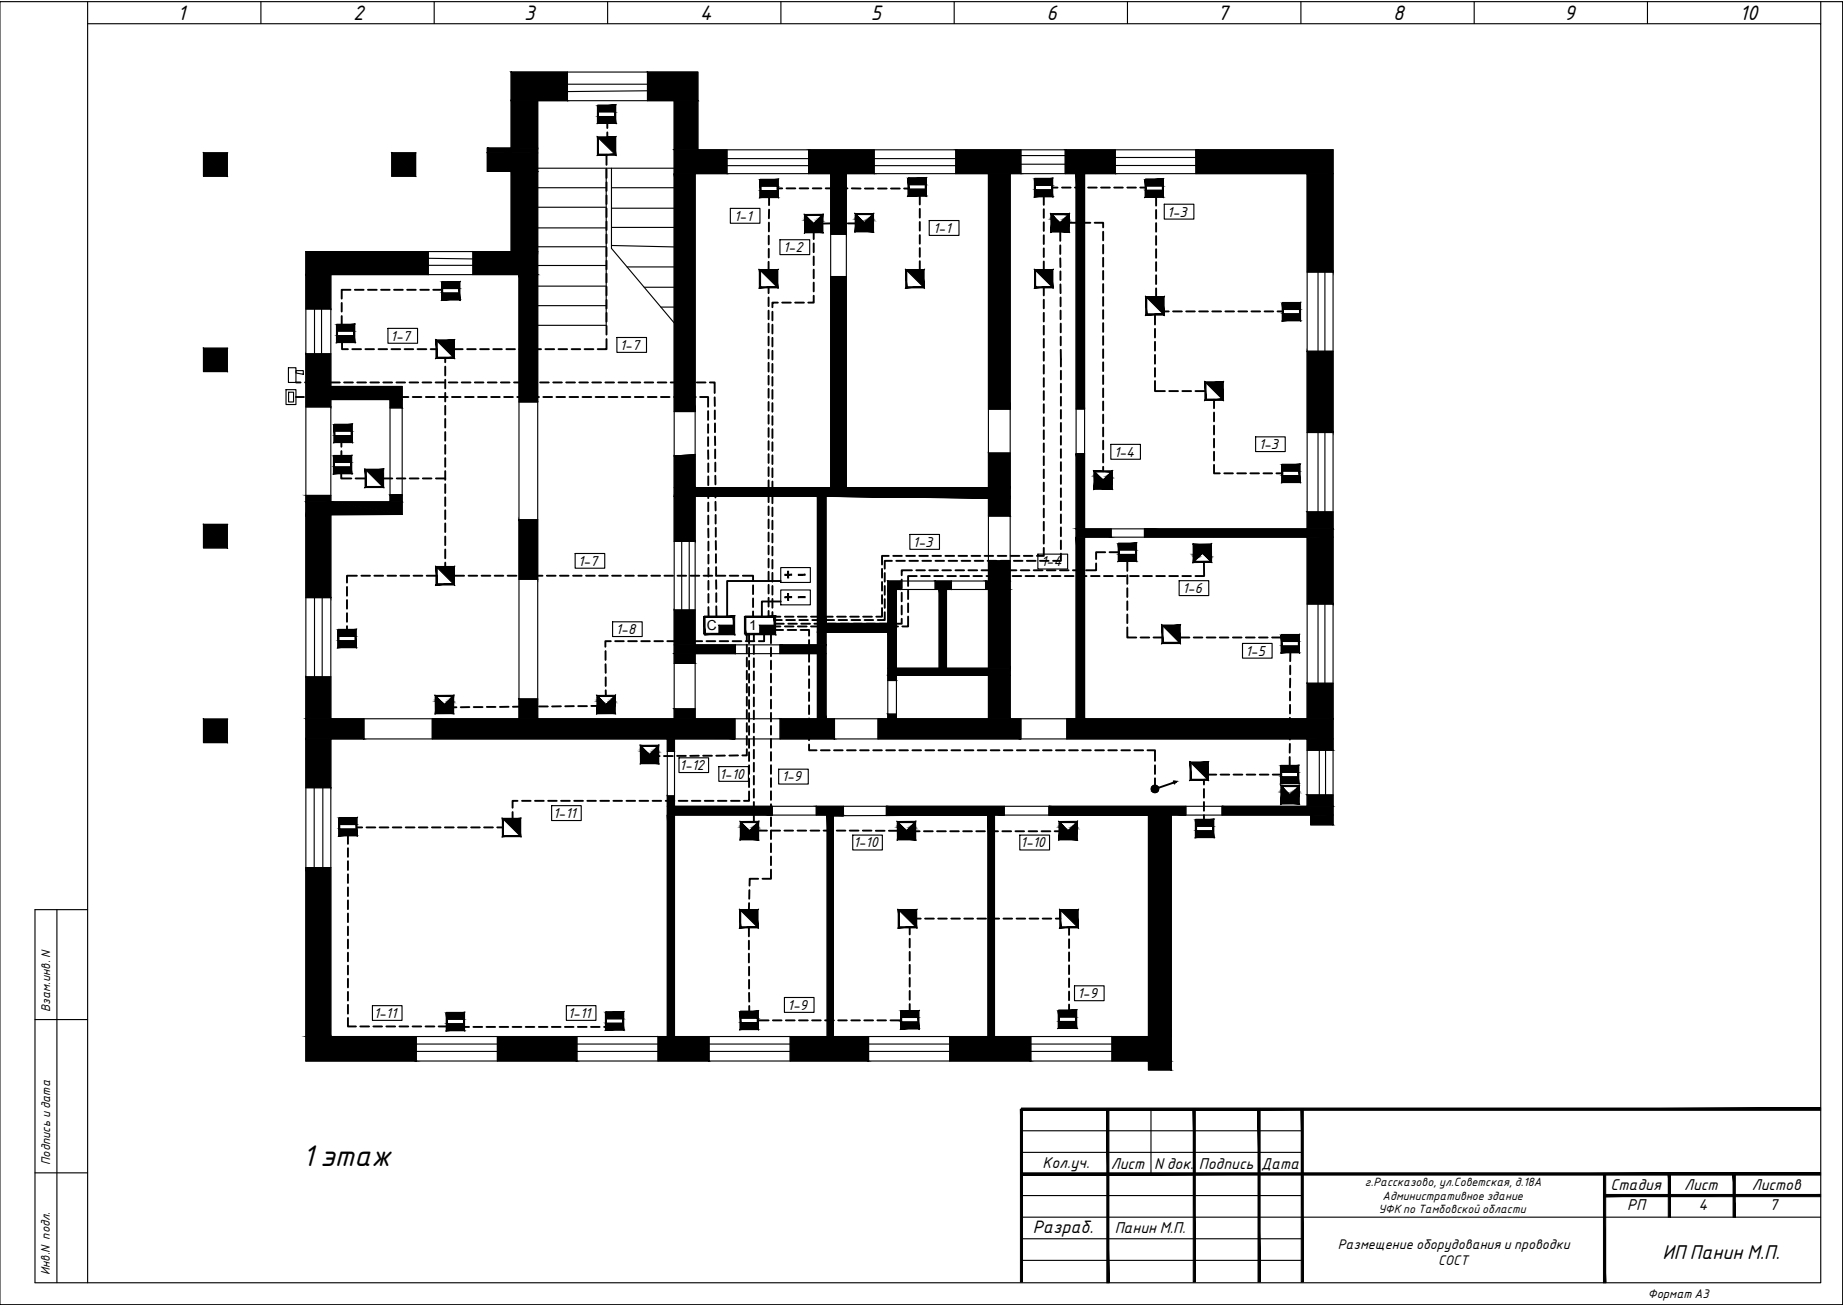 1 2 3 4 5 6 7 8 9 10
1-1
1-2
1-1
1-3
1-7
1-7
1-3
1-4
1-3
1-7
1-4
+ -
1-6
+ -
С
1
1-8
1-5
1-12
1-10
1-9
1-11
1-10
1-10
1-11
1-11
1-9
1-9
Взам.инв. N
Подпись и дата
Инв.N подл.
1 этаж
Кол.уч. Лист N док. Подпись Дата
г.Рассказово, ул.Советская, д.18А
Административное здание
УФК по Тамбовской области
Стадия Лист Листов
РП 4 7
Разраб. Панин М.П.
Размещение оборудования и проводки
СОСТ
ИП Панин М.П.
Формат А3